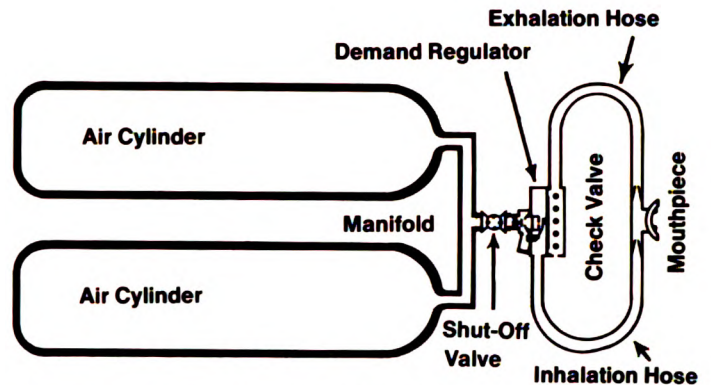 Exhalation Hose
Demand Regulator
Air Cylinder
Manifold
Check Valve
Mouthpiece
Air Cylinder
Shut-Off
Valve
Inhalation Hose